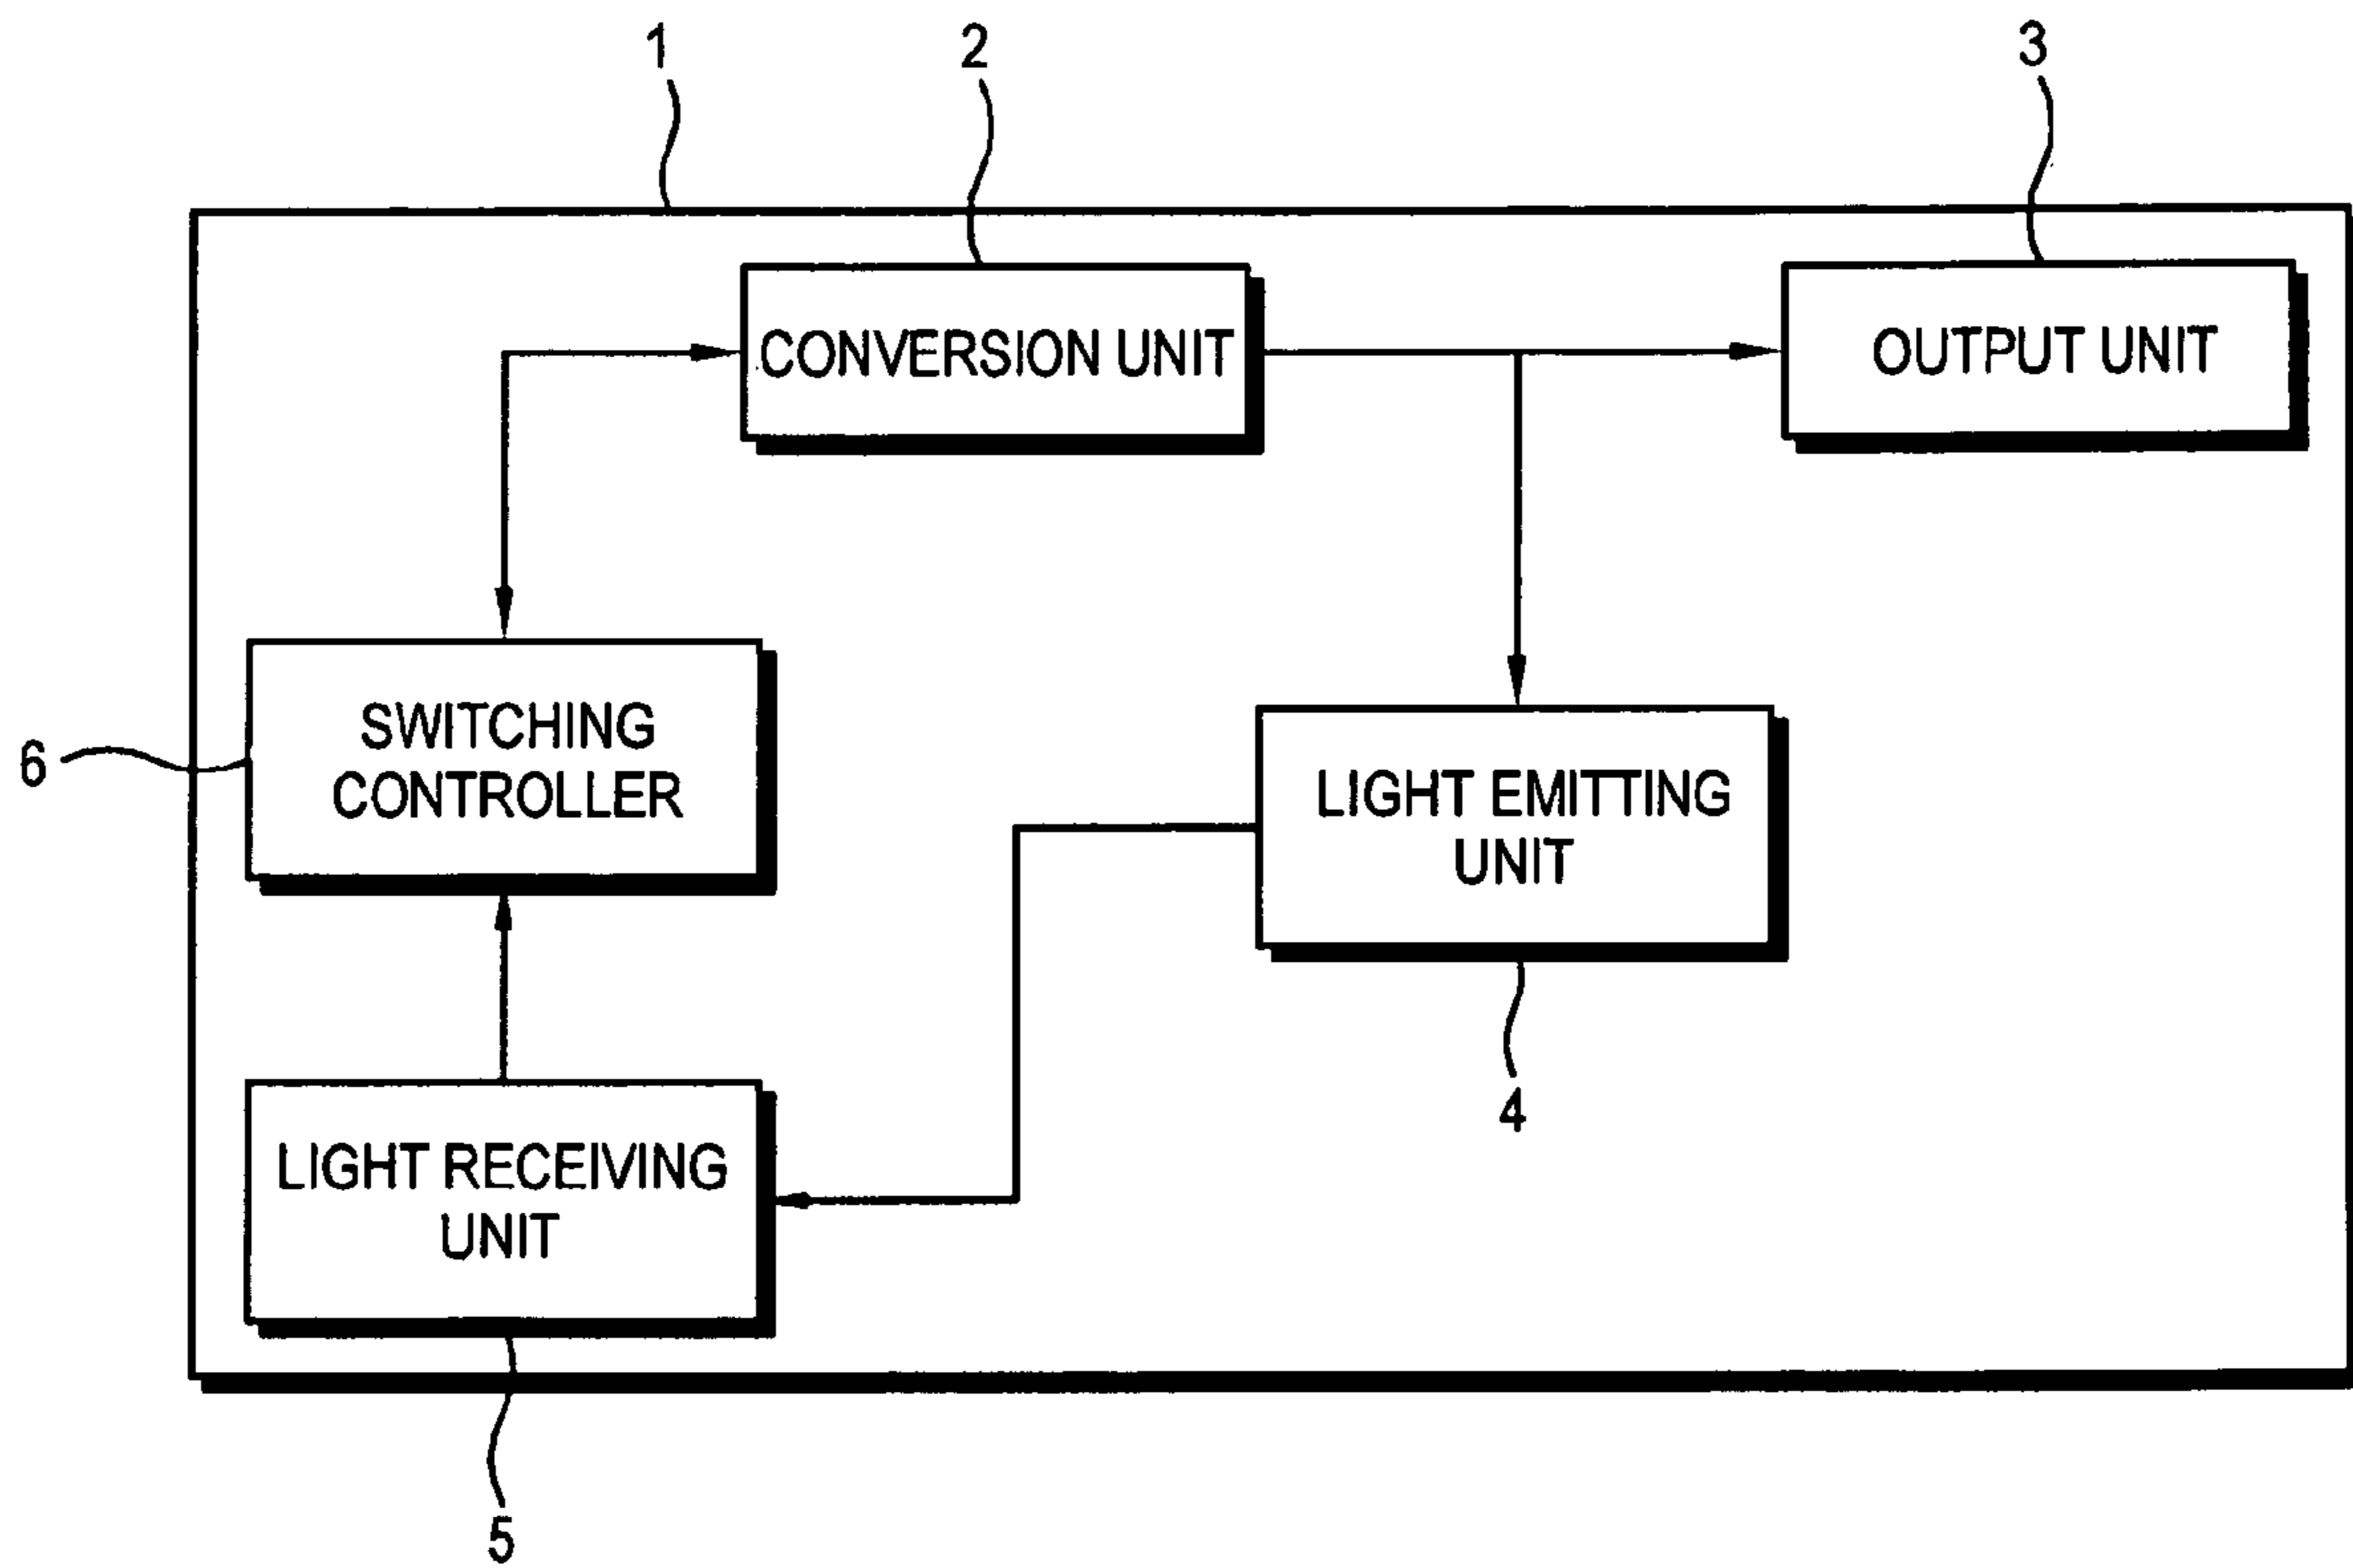 1
2
3
CONVERSION UNIT
OUTPUT UNIT
SWITCHING
CONTROLLER
6
LIGHT EMITTING
UNIT
4
LIGHT RECEIVING
UNIT
5